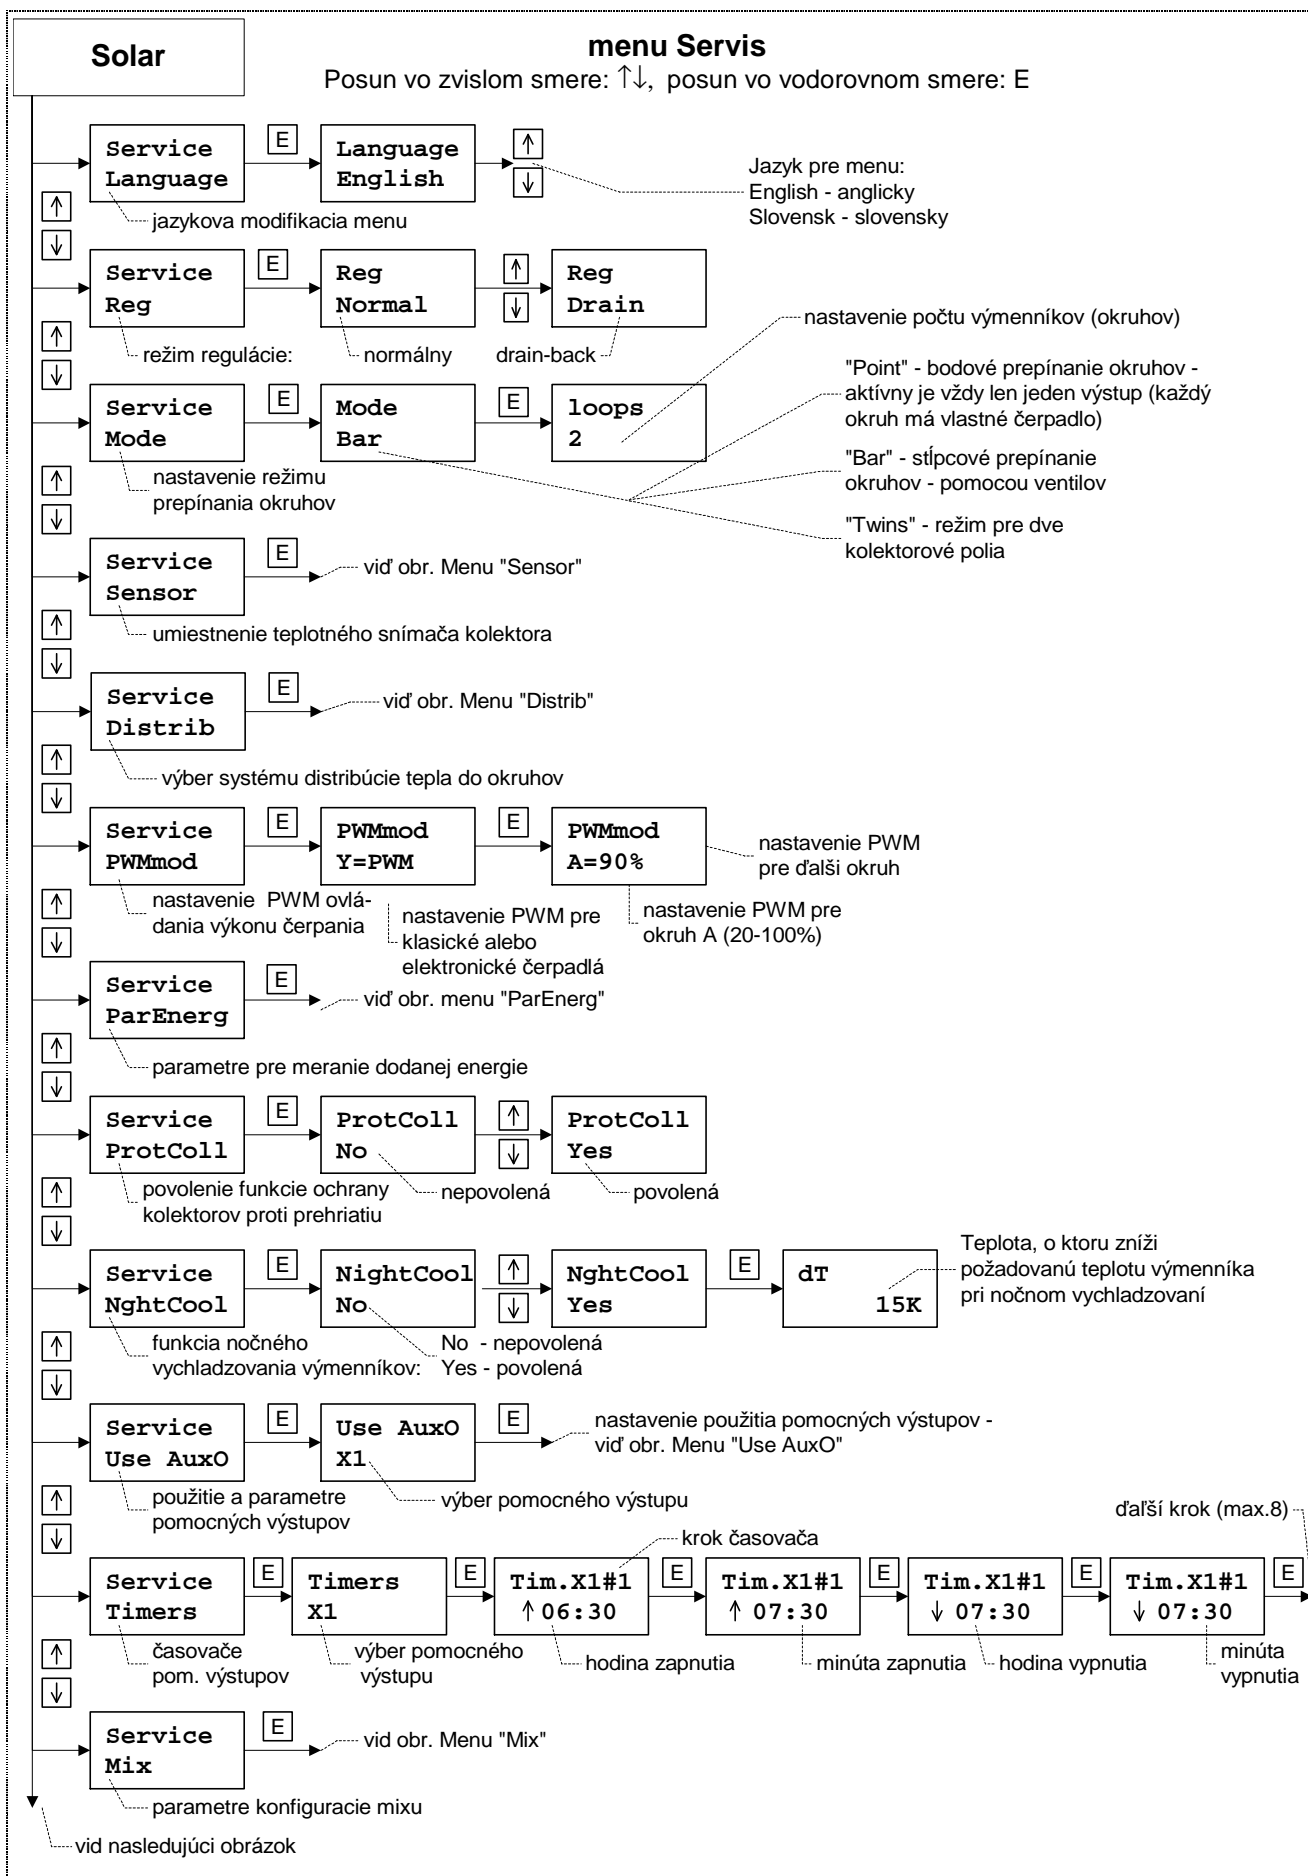 Solar
menu Servis
Posun vo zvislom smere: ↑↓, posun vo vodorovnom smere: E
Service
Language
E
Language
English
↑
↓
Jazyk pre menu:
English - anglicky
Slovensk - slovensky
jazykova modifikacia menu
↑
↓
Service
Reg
E
Reg
Normal
↑
↓
Reg
Drain
režim regulácie:
normálny
drain-back
↑
↓
Service
Mode
E
Mode
Bar
E
loops
2
nastavenie počtu výmenníkov (okruhov)
"Point" - bodové prepínanie okruhov -
aktívny je vždy len jeden výstup (každý
okruh má vlastné čerpadlo)
"Bar" - stĺpcové prepínanie
okruhov - pomocou ventilov
"Twins" - režim pre dve
kolektorové polia
nastavenie režimu
prepínania okruhov
↑
↓
Service
Sensor
E
viď obr. Menu "Sensor"
umiestnenie teplotného snímača kolektora
↑
↓
Service
Distrib
E
viď obr. Menu "Distrib"
výber systému distribúcie tepla do okruhov
↑
↓
Service
PWMmod
E
PWMmod
Y=PWM
E
PWMmod
A=90%
nastavenie PWM
pre ďalši okruh
nastavenie  PWM ovlá-
dania výkonu čerpania
nastavenie PWM pre
klasické alebo
elektronické čerpadlá
nastavenie PWM pre
okruh A (20-100%)
↑
↓
Service
ParEnerg
E
viď obr. menu "ParEnerg"
parametre pre meranie dodanej energie
↑
↓
Service
ProtColl
E
ProtColl
No
↑
↓
ProtColl
Yes
povolenie funkcie ochrany
kolektorov proti prehriatiu
nepovolená
povolená
↑
↓
Service
NghtCool
E
NightCool
No
↑
↓
NghtCool
Yes
E
dT
15K
Teplota, o ktoru zníži
požadovanú teplotu výmenníka
pri nočnom vychladzovaní
funkcia nočného
vychladzovania výmenníkov:
No  - nepovolená
Yes - povolená
↑
↓
Service
Use AuxO
E
Use AuxO
X1
E
nastavenie použitia pomocných výstupov -
viď obr. Menu "Use AuxO"
použitie a parametre
pomocných výstupov
výber pomocného výstupu
↑
↓
krok časovača
ďaľší krok (max.8)
Service
Timers
E
Timers
X1
E
Tim.X1#1
↑ 06:30
E
Tim.X1#1
↑ 07:30
E
Tim.X1#1
↓ 07:30
E
Tim.X1#1
↓ 07:30
E
časovače
pom. výstupov
výber pomocného
výstupu
hodina zapnutia
minúta zapnutia
hodina vypnutia
minúta
vypnutia
↑
↓
Service
Mix
E
vid obr. Menu "Mix"
parametre konfiguracie mixu
vid nasledujúci obrázok